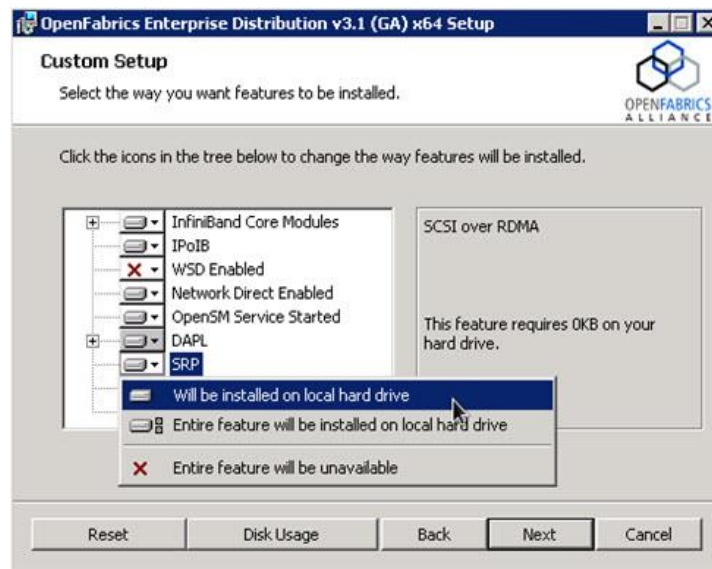 OpenFabrics Enterprise Distribution v3.1 (GA) x64 Setup
Custom Setup
Select the way you want features to be installed.
OPENFABRICS
ALLIANCE
Click the icons in the tree below to change the way features will be installed.
InfiniBand Core Modules
IPoIB
WSD Enabled
Network Direct Enabled
OpenSM Service Started
DAPL
SRP
SCSI over RDMA
This feature requires 0KB on your
hard drive.
Will be installed on local hard drive
Entire feature will be installed on local hard drive
Entire feature will be unavailable
Reset
Disk Usage
Back
Next
Cancel